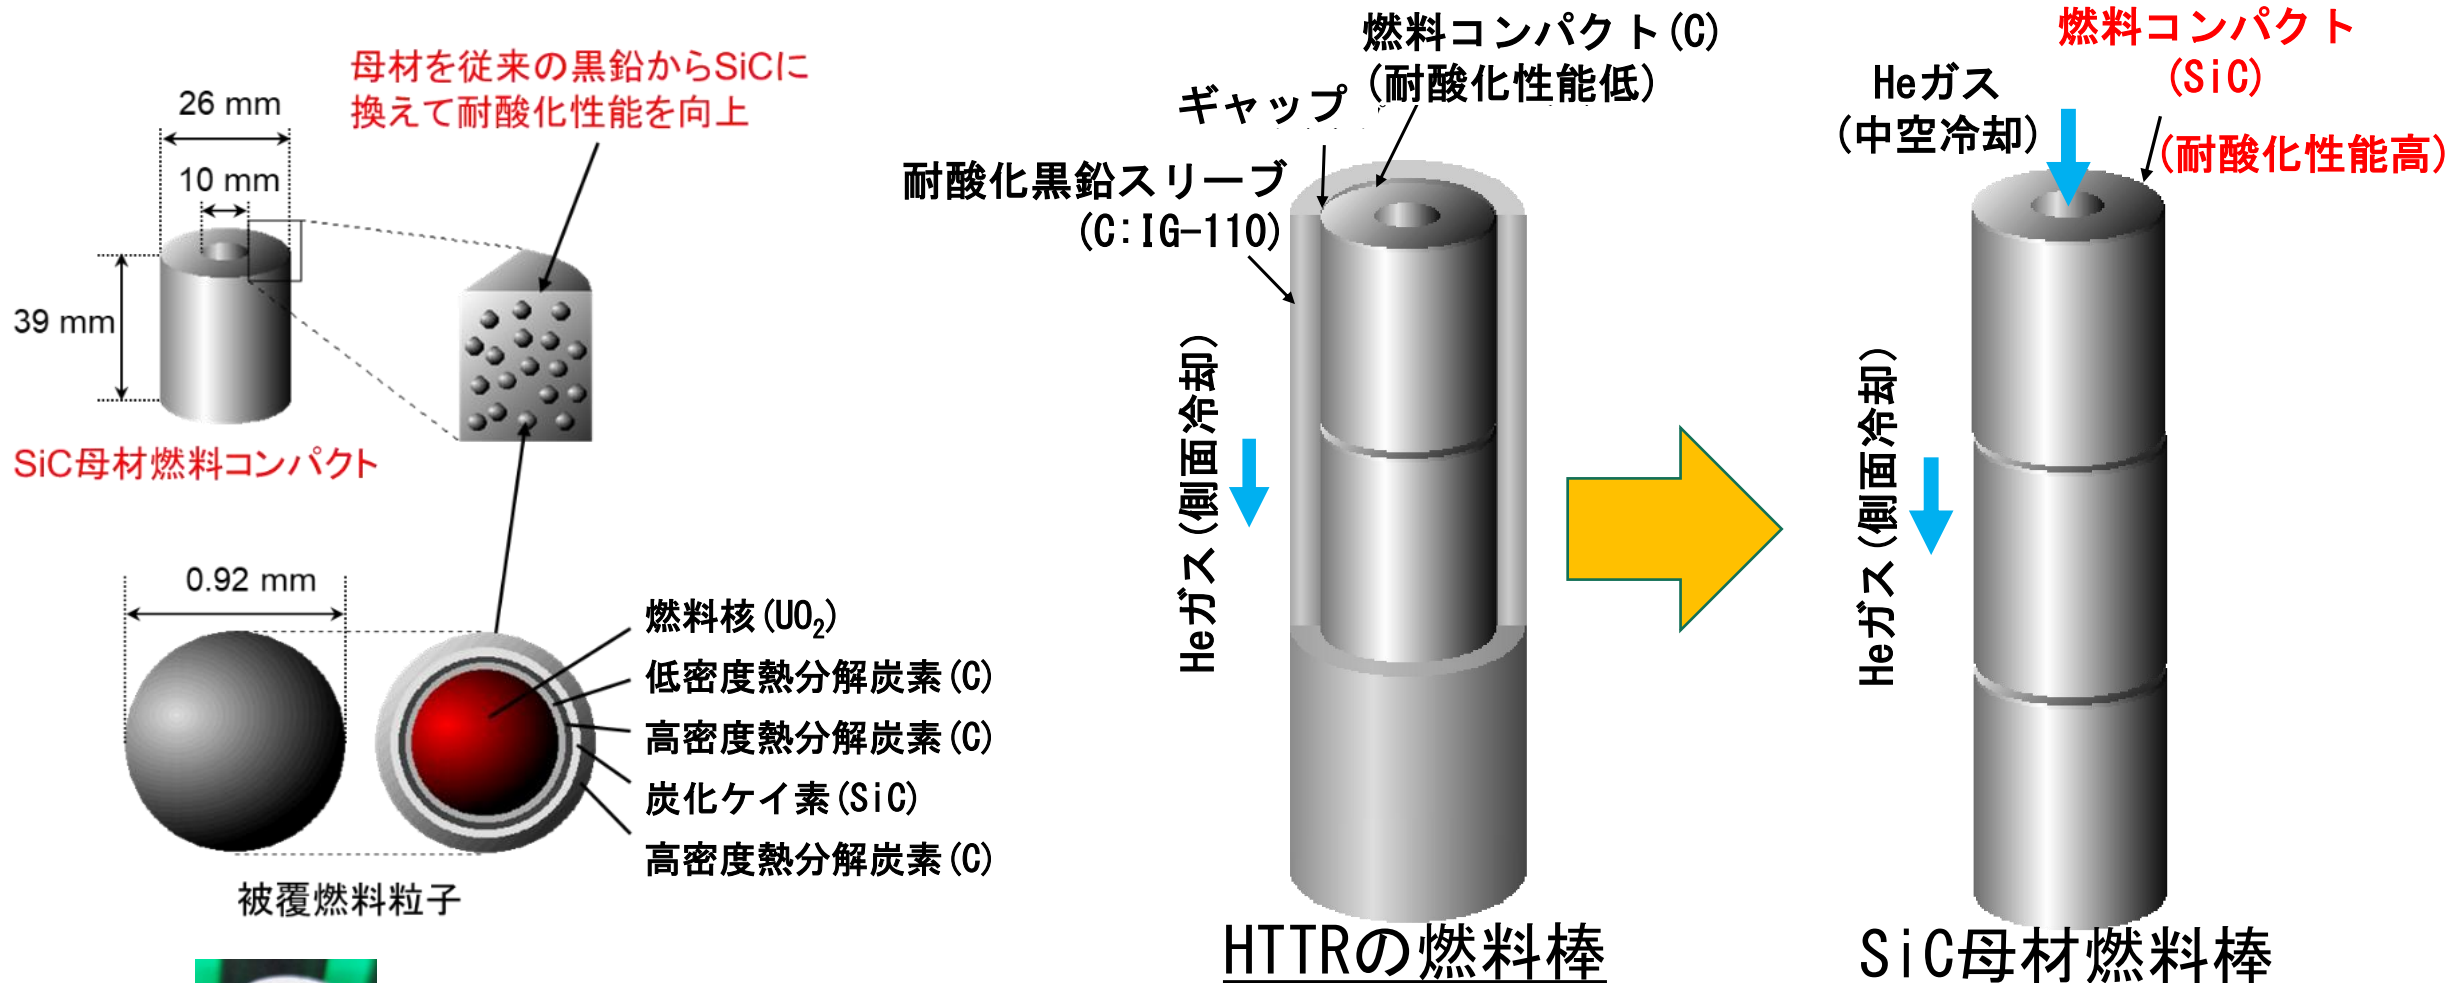 母材を従来の黒鉛からSiCに
換えて耐酸化性能を向上
26 mm
10 mm
39 mm
SiC母材燃料コンパクト
0.92 mm
燃料核(UO₂)
低密度熱分解炭素(C)
高密度熱分解炭素(C)
炭化ケイ素(SiC)
高密度熱分解炭素(C)
被覆燃料粒子
燃料コンパクト(C)
(耐酸化性能低)
ギャップ
耐酸化黒鉛スリーブ
(C:IG-110)
Heガス(側面冷却)
HTTRの燃料棒
燃料コンパクト
(SiC)
(耐酸化性能高)
Heガス
(中空冷却)
Heガス(側面冷却)
SiC母材燃料棒